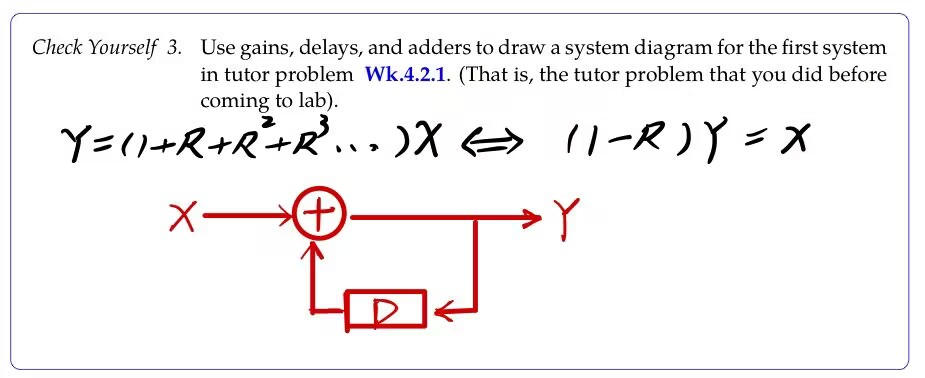 Check Yourself 3. Use gains, delays, and adders to draw a system diagram for the first system
in tutor problem Wk.4.2.1. (That is, the tutor problem that you did before
coming to lab).
Y=(1+R+R²+R³...)X ⟺ (1-R)Y=X
X + Y
D